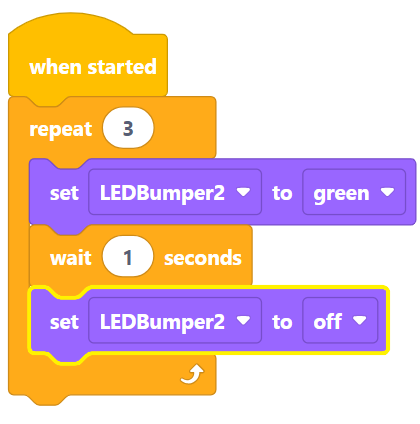 when started
repeat 3
set LEDBumper2 to green
wait 1 seconds
set LEDBumper2 to off